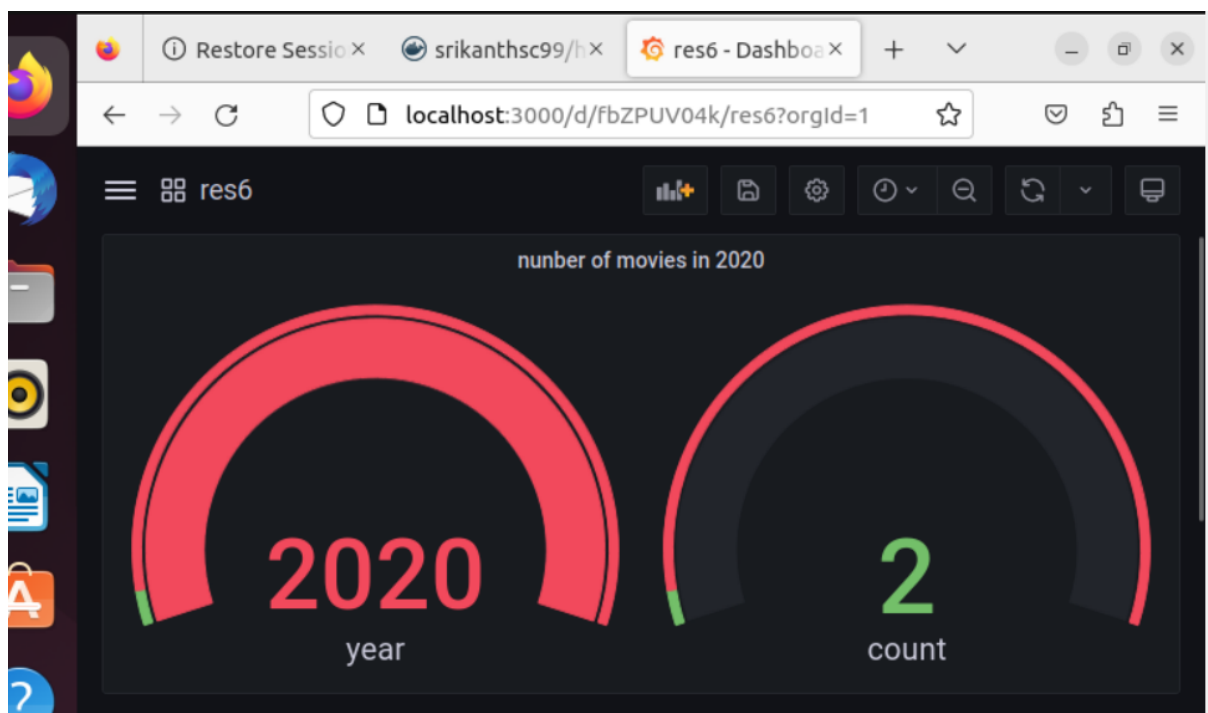 Restore Sessio
srikanthsc99/h
res6 - Dashboa
localhost:3000/d/fbZPUV04k/res6?orgId=1
res6
nunber of movies in 2020
2020
year
2
count